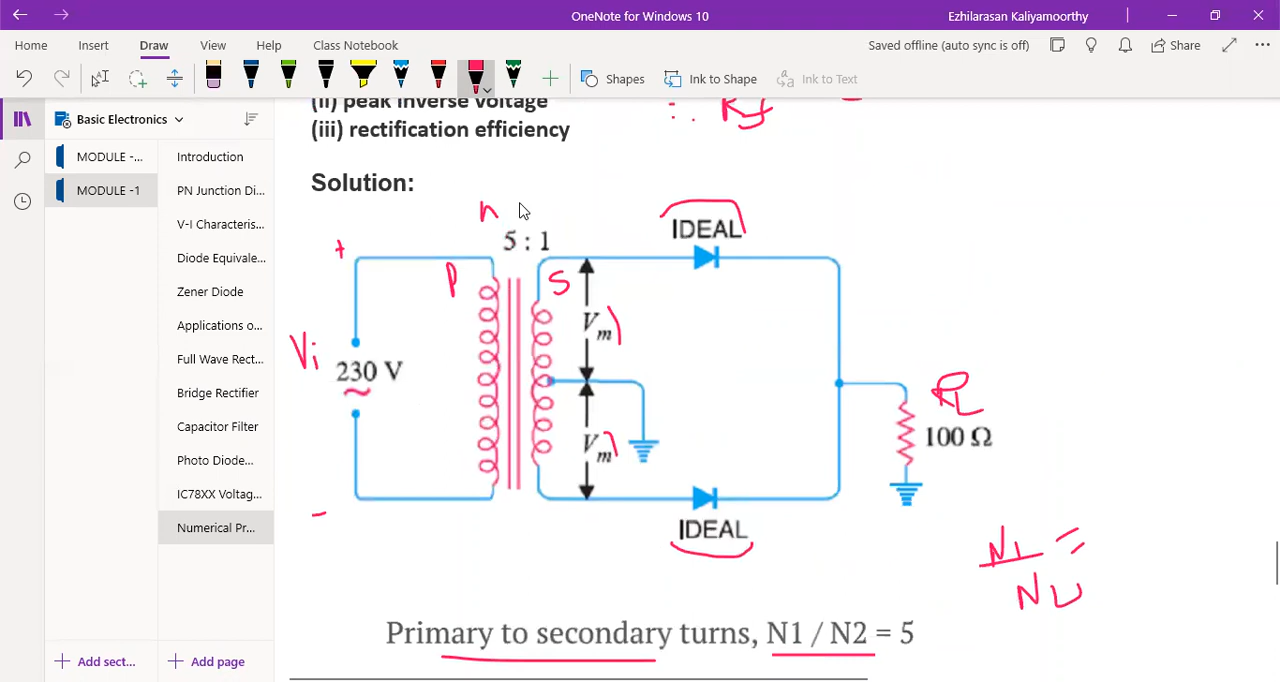 OneNote for Windows 10
Ezhilarasan Kaliyamoorthy
Home Insert Draw View Help Class Notebook
Saved offline (auto sync is off) Share
Shapes Ink to Shape Ink to Text
Basic Electronics
MODULE -...
MODULE -1
Introduction
PN Junction Di...
V-I Characteris...
Diode Equivale...
Zener Diode
Applications o...
Full Wave Rect...
Bridge Rectifier
Capacitor Filter
Photo Diode...
IC78XX Voltag...
Numerical Pr...
Add sect... Add page
(ii) peak inverse voltage
∴ Rf
(iii) rectification efficiency
Solution:
n
5 : 1
IDEAL
+
P S
Vm
Vi
230 V
~
RL
100 Ω
Vm
-
IDEAL
N1 =
N2
Primary to secondary turns, N1 / N2 = 5